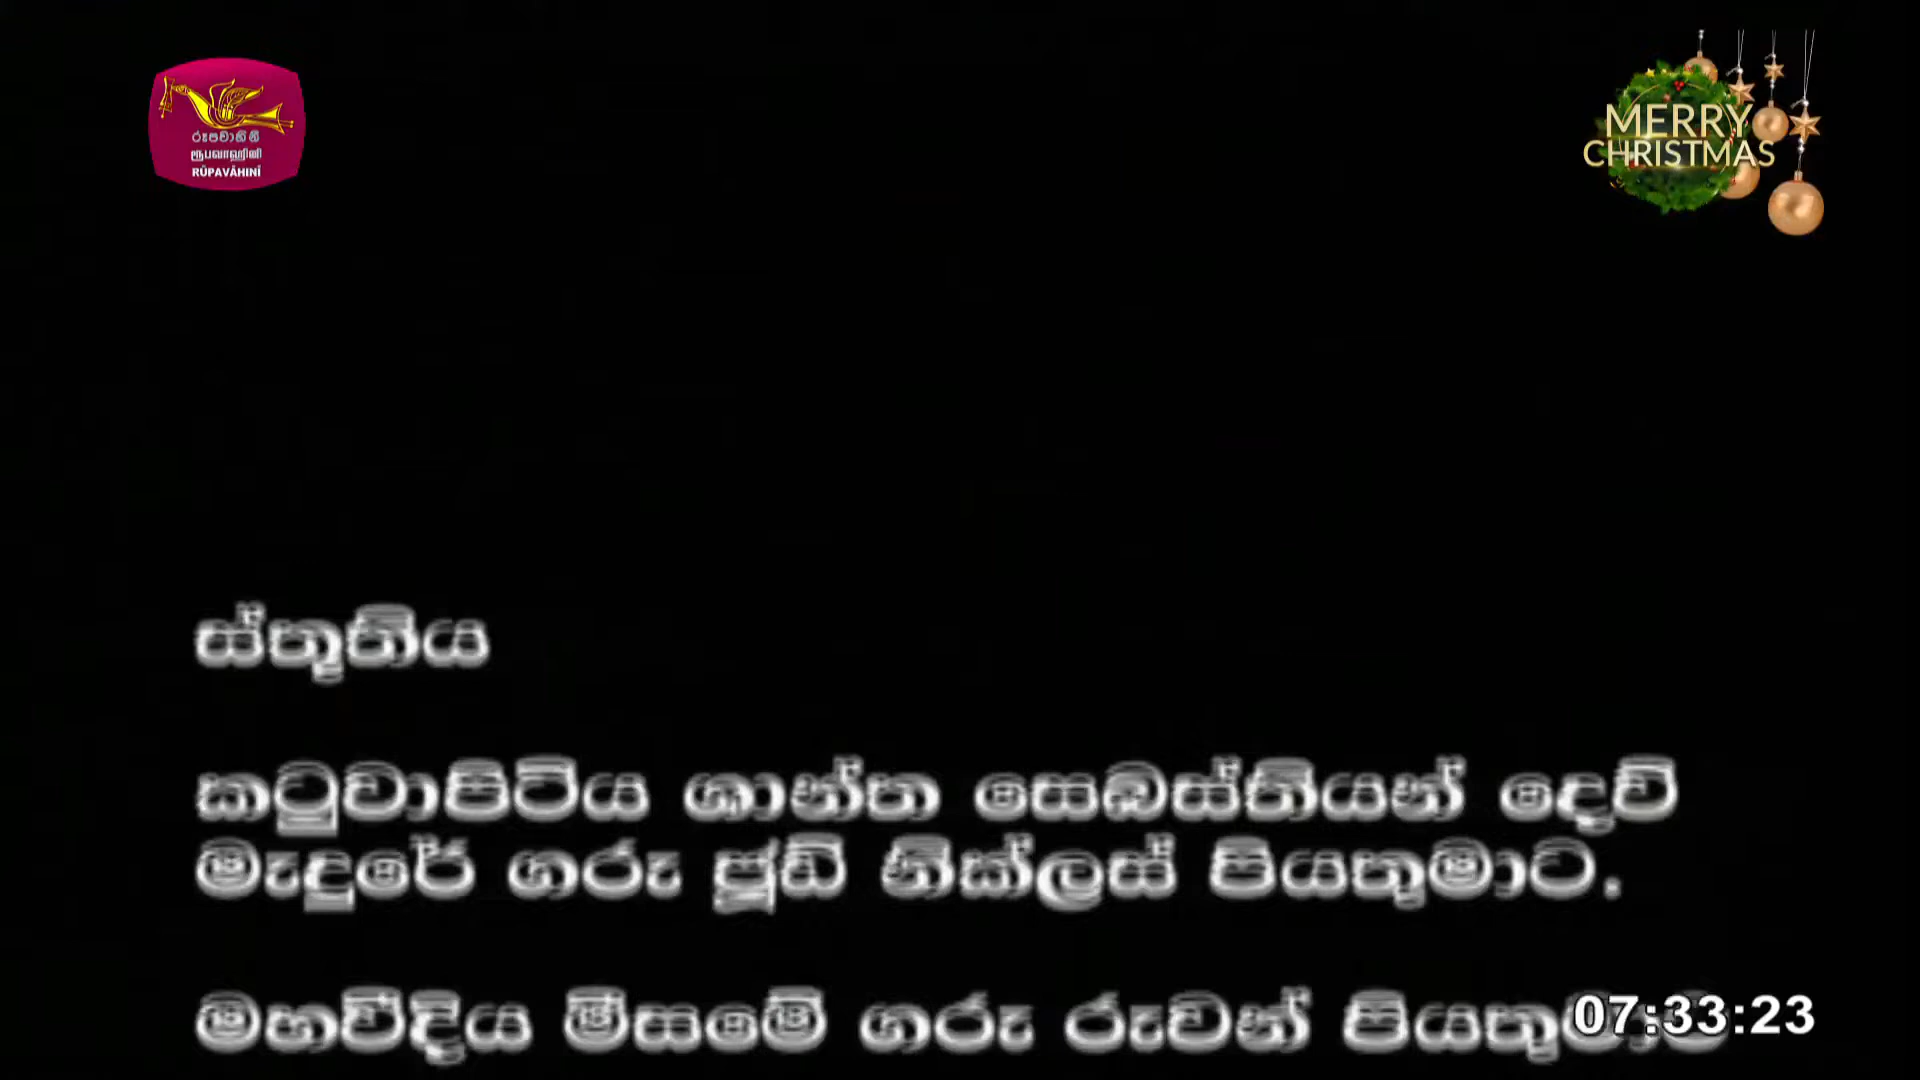 රූපවාහිනී
ரூபவாஹினி
RŪPAVĀHINĪ
MERRY
CHRISTMAS
ස්තූතිය
කටුවාපිටිය ශාන්ත සෙබස්තියන් දෙව්
මැදුරේ ගරු ජූඩ් නික්ලස් පියතුමාට.
මහවීදිය මීසමේ ගරු රුවන් පියතුමාට
07:33:23